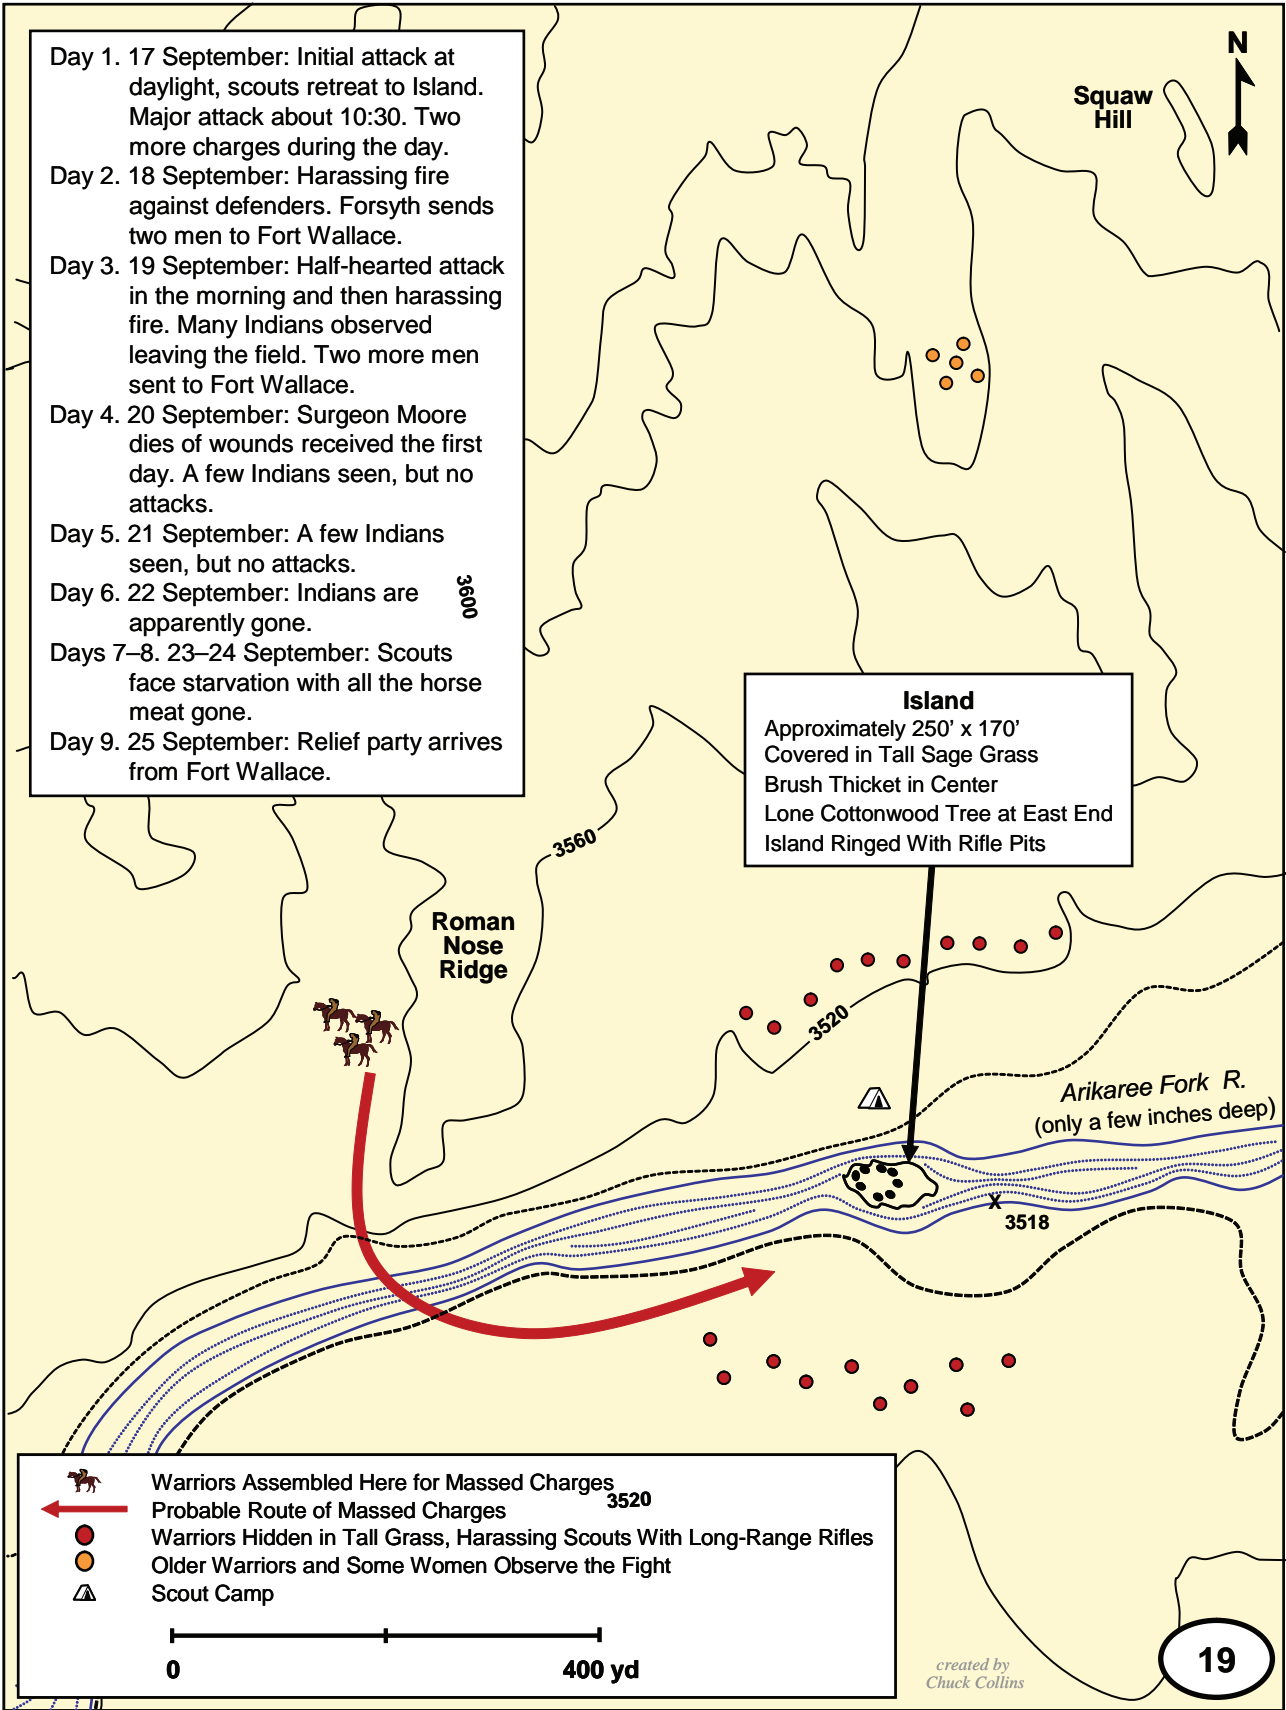 Day 1. 17 September: Initial attack at
daylight, scouts retreat to Island.
Major attack about 10:30. Two
more charges during the day.
Day 2. 18 September: Harassing fire
against defenders. Forsyth sends
two men to Fort Wallace.
Day 3. 19 September: Half-hearted attack
in the morning and then harassing
fire. Many Indians observed
leaving the field. Two more men
sent to Fort Wallace.
Day 4. 20 September: Surgeon Moore
dies of wounds received the first
day. A few Indians seen, but no
attacks.
Day 5. 21 September: A few Indians
seen, but no attacks.
Day 6. 22 September: Indians are
apparently gone.
Days 7–8. 23–24 September: Scouts
face starvation with all the horse
meat gone.
Day 9. 25 September: Relief party arrives
from Fort Wallace.
3600
N
Squaw
Hill
Island
Approximately 250' x 170'
Covered in Tall Sage Grass
Brush Thicket in Center
Lone Cottonwood Tree at East End
Island Ringed With Rifle Pits
3560
Roman
Nose
Ridge
3520
Arikaree Fork R.
(only a few inches deep)
X
3518
Warriors Assembled Here for Massed Charges
Probable Route of Massed Charges
3520
Warriors Hidden in Tall Grass, Harassing Scouts With Long-Range Rifles
Older Warriors and Some Women Observe the Fight
Scout Camp
0
400 yd
created by
Chuck Collins
19